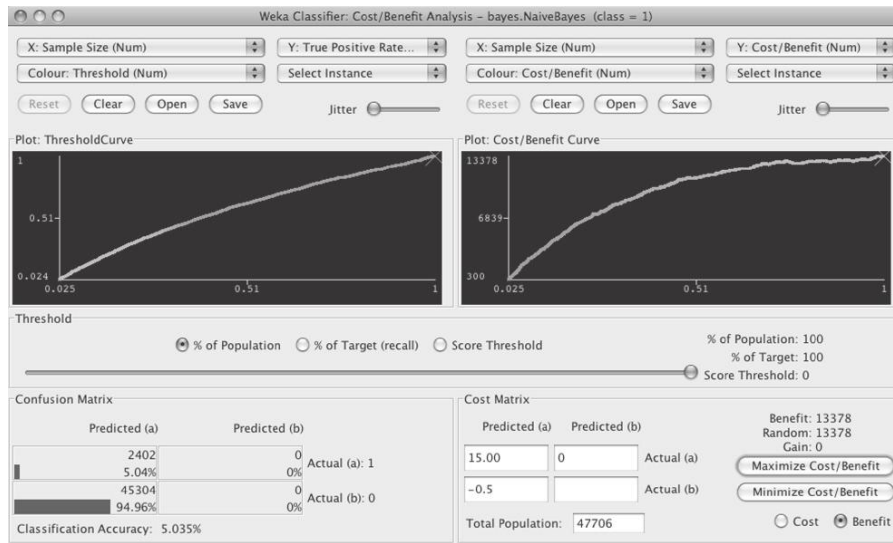 Weka Classifier: Cost/Benefit Analysis – bayes.NaiveBayes (class = 1)
X: Sample Size (Num)
Y: True Positive Rate...
Colour: Threshold (Num)
Select Instance
Reset
Clear
Open
Save
Jitter
X: Sample Size (Num)
Y: Cost/Benefit (Num)
Colour: Cost/Benefit (Num)
Select Instance
Reset
Clear
Open
Save
Jitter
Plot: ThresholdCurve
1
0.51
0.024
0.025
0.51
1
Plot: Cost/Benefit Curve
13378
6839
300
0.025
0.51
1
Threshold
% of Population
% of Target (recall)
Score Threshold
% of Population: 100
% of Target: 100
Score Threshold: 0
Confusion Matrix
Predicted (a) Predicted (b)
2402 0
5.04% 0%
Actual (a): 1
45304 0
94.96% 0%
Actual (b): 0
Classification Accuracy: 5.035%
Cost Matrix
Predicted (a) Predicted (b)
15.00 0 Actual (a)
-0.5 Actual (b)
Total Population: 47706
Benefit: 13378
Random: 13378
Gain: 0
Maximize Cost/Benefit
Minimize Cost/Benefit
Cost
Benefit